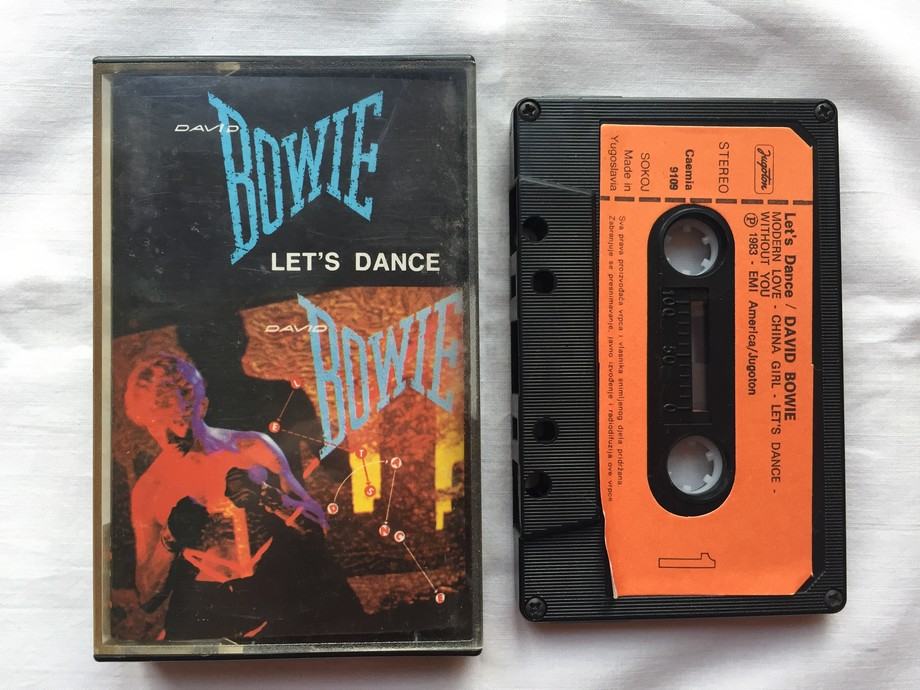 DAVID
BOWIE
LET'S DANCE
DAVID
BOWIE
L
E
T
S
D
A
N
C
E
Jugoton
STEREO
Caemia
9109
SOKOJ
Made in
Yugoslavia
Let's Dance / DAVID BOWIE
MODERN LOVE - CHINA GIRL - LET'S DANCE -
WITHOUT YOU
Ⓟ 1983 - EMI America/Jugoton
Sva prava proizvođača vrpca i vlasnika snimljenog djela pridržana.
Zabranjuje se presnimavanje, javno izvođenje i radiodifuzija ove vrpce
100 50 0
1